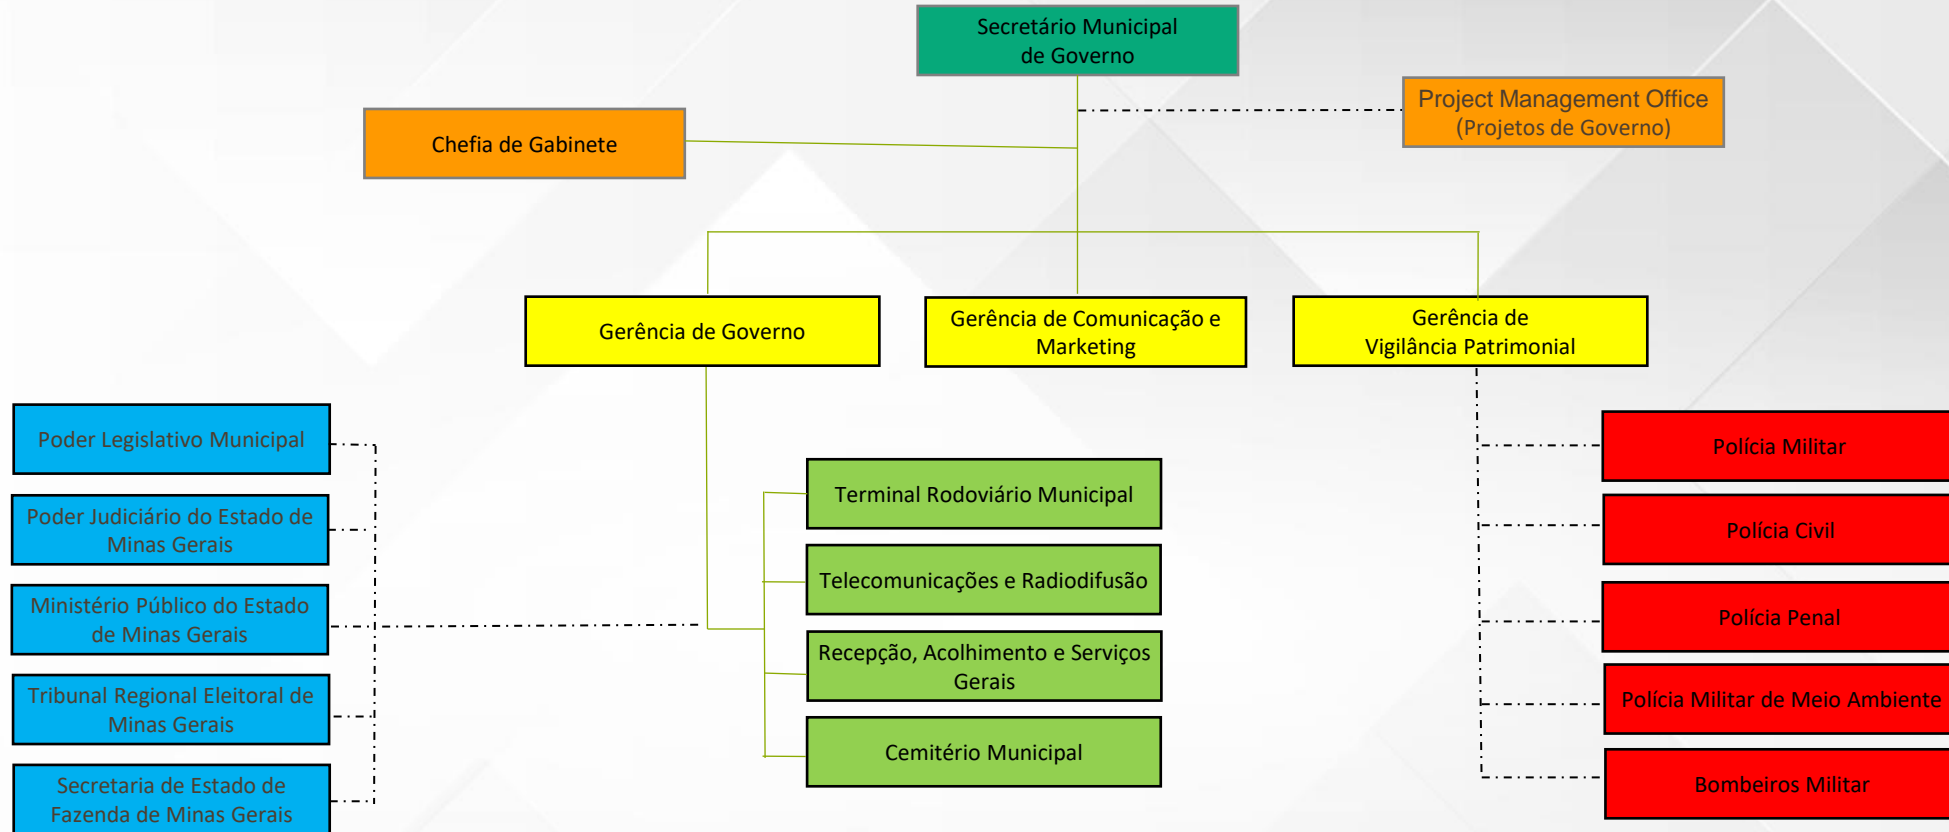 Secretário Municipal
de Governo
Project Management Office
(Projetos de Governo)
Chefia de Gabinete
Gerência de Governo
Gerência de Comunicação e
Marketing
Gerência de
Vigilância Patrimonial
Poder Legislativo Municipal
Poder Judiciário do Estado de
Minas Gerais
Ministério Público do Estado
de Minas Gerais
Tribunal Regional Eleitoral de
Minas Gerais
Secretaria de Estado de
Fazenda de Minas Gerais
Terminal Rodoviário Municipal
Telecomunicações e Radiodifusão
Recepção, Acolhimento e Serviços
Gerais
Cemitério Municipal
Polícia Militar
Polícia Civil
Polícia Penal
Polícia Militar de Meio Ambiente
Bombeiros Militar